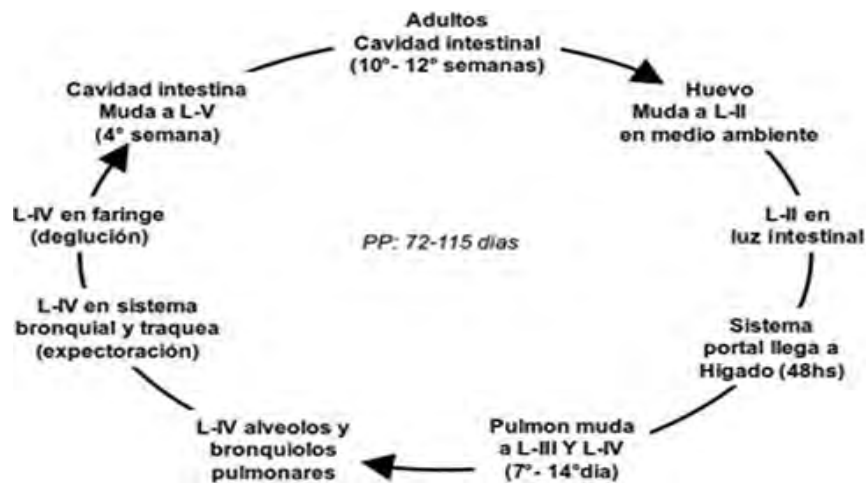 Adultos
Cavidad intestinal
(10°- 12° semanas)
Huevo
Muda a L-II
en medio ambiente
L-II en
luz intestinal
Sistema
portal llega a
Higado (48hs)
Pulmon muda
a L-III Y L-IV
(7°- 14°dia)
L-IV alveolos y
bronquiolos
pulmonares
L-IV en sistema
bronquial y traquea
(expectoración)
L-IV en faringe
(deglución)
Cavidad intestina
Muda a L-V
(4° semana)
PP: 72-115 dias